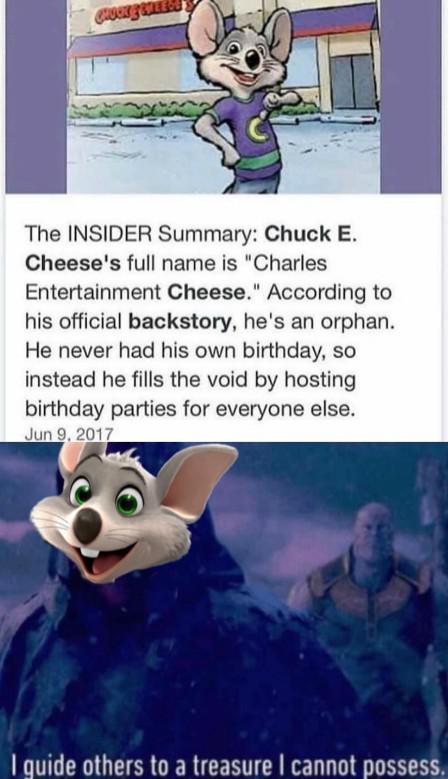 CHUCK E. CHEESE'S
C
The INSIDER Summary: Chuck E.
Cheese's full name is "Charles
Entertainment Cheese." According to
his official backstory, he's an orphan.
He never had his own birthday, so
instead he fills the void by hosting
birthday parties for everyone else.
Jun 9, 2017
I guide others to a treasure I cannot possess